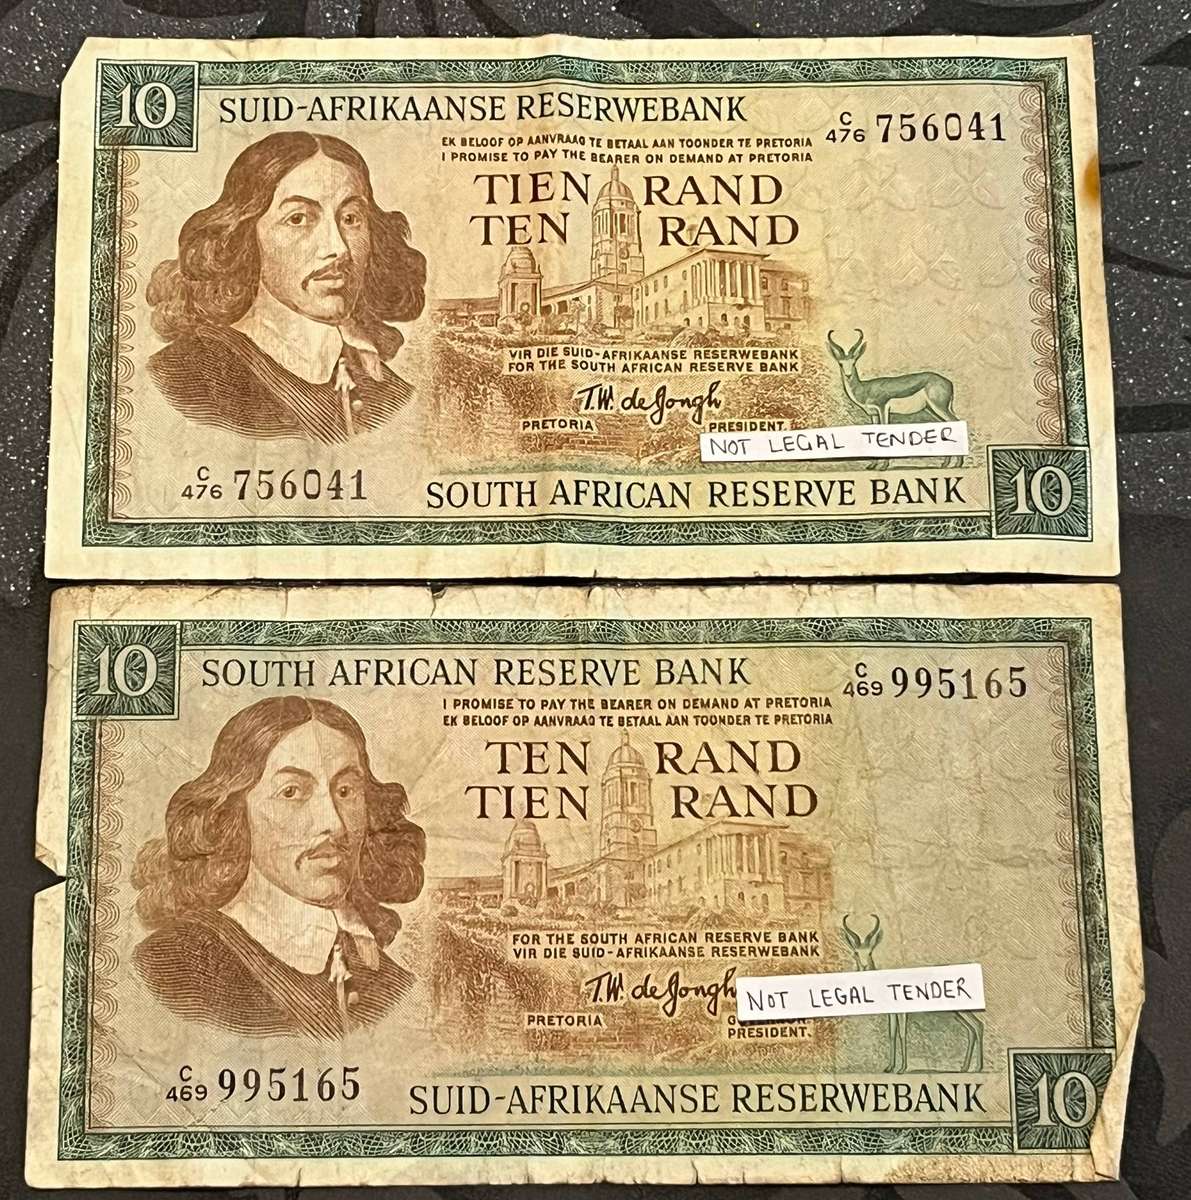 10
SUID-AFRIKAANSE RESERWEBANK
C/476 756041
EK BELOOF OP AANVRAAG TE BETAAL AAN TOONDER TE PRETORIA
I PROMISE TO PAY THE BEARER ON DEMAND AT PRETORIA
TIEN RAND
TEN RAND
VIR DIE SUID-AFRIKAANSE RESERWEBANK
FOR THE SOUTH AFRICAN RESERVE BANK
T.W. de Jongh
PRETORIA PRESIDENT.
NOT LEGAL TENDER
C/476 756041
SOUTH AFRICAN RESERVE BANK
10
10
SOUTH AFRICAN RESERVE BANK
C/469 995165
I PROMISE TO PAY THE BEARER ON DEMAND AT PRETORIA
EK BELOOF OP AANVRAAG TE BETAAL AAN TOONDER TE PRETORIA
TEN RAND
TIEN RAND
FOR THE SOUTH AFRICAN RESERVE BANK
VIR DIE SUID-AFRIKAANSE RESERWEBANK
T.W. de Jongh
NOT LEGAL TENDER
PRETORIA
PRESIDENT.
C/469 995165
SUID-AFRIKAANSE RESERWEBANK
10